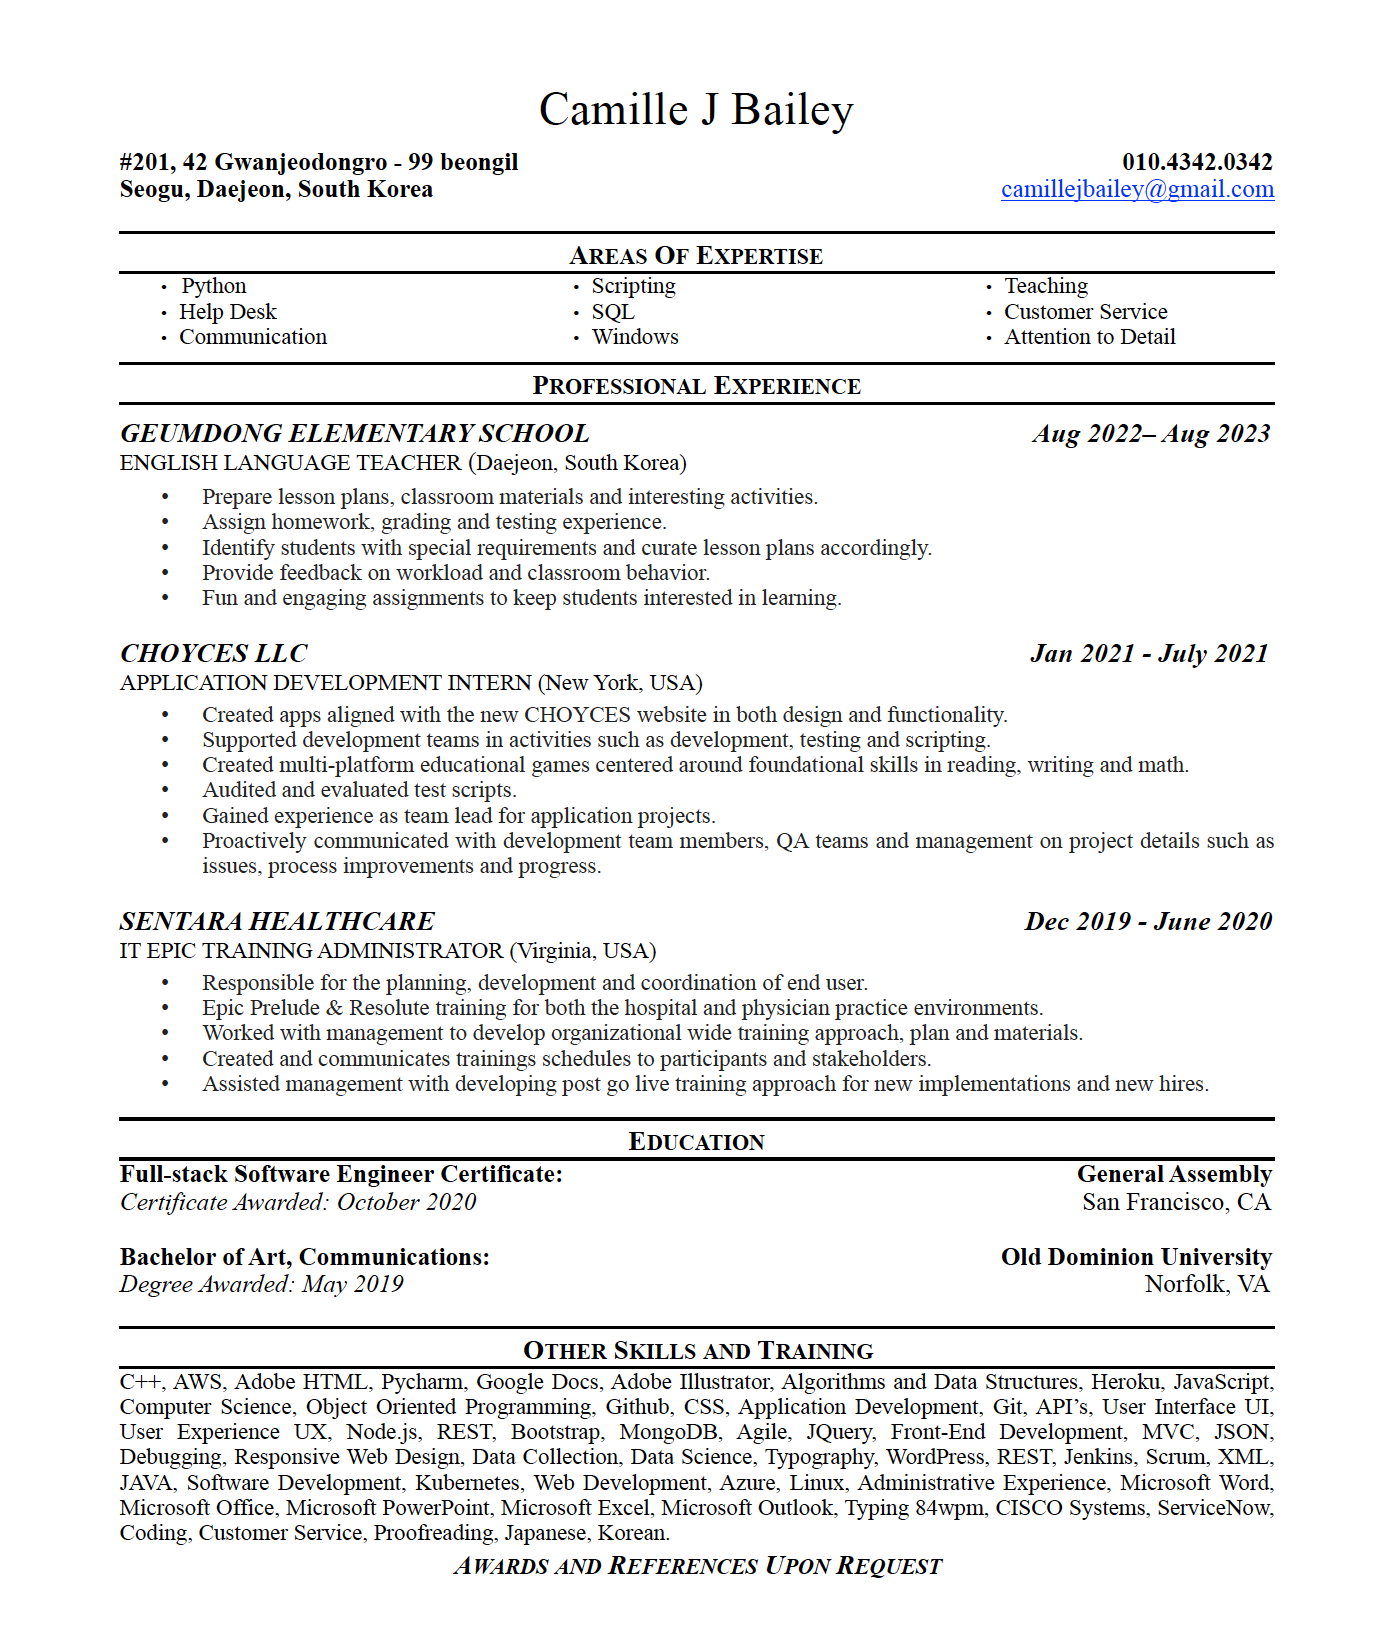 Camille J Bailey
#201, 42 Gwanjeodongro - 99 beongil 010.4342.0342
Seogu, Daejeon, South Korea camillejbailey@gmail.com
AREAS OF EXPERTISE
• Python • Scripting • Teaching
• Help Desk • SQL • Customer Service
• Communication • Windows • Attention to Detail
PROFESSIONAL EXPERIENCE
GEUMDONG ELEMENTARY SCHOOL Aug 2022– Aug 2023
ENGLISH LANGUAGE TEACHER (Daejeon, South Korea)
• Prepare lesson plans, classroom materials and interesting activities.
• Assign homework, grading and testing experience.
• Identify students with special requirements and curate lesson plans accordingly.
• Provide feedback on workload and classroom behavior.
• Fun and engaging assignments to keep students interested in learning.
CHOYCES LLC Jan 2021 - July 2021
APPLICATION DEVELOPMENT INTERN (New York, USA)
• Created apps aligned with the new CHOYCES website in both design and functionality.
• Supported development teams in activities such as development, testing and scripting.
• Created multi-platform educational games centered around foundational skills in reading, writing and math.
• Audited and evaluated test scripts.
• Gained experience as team lead for application projects.
• Proactively communicated with development team members, QA teams and management on project details such as
issues, process improvements and progress.
SENTARA HEALTHCARE Dec 2019 - June 2020
IT EPIC TRAINING ADMINISTRATOR (Virginia, USA)
• Responsible for the planning, development and coordination of end user.
• Epic Prelude & Resolute training for both the hospital and physician practice environments.
• Worked with management to develop organizational wide training approach, plan and materials.
• Created and communicates trainings schedules to participants and stakeholders.
• Assisted management with developing post go live training approach for new implementations and new hires.
EDUCATION
Full-stack Software Engineer Certificate: General Assembly
Certificate Awarded: October 2020 San Francisco, CA
Bachelor of Art, Communications: Old Dominion University
Degree Awarded: May 2019 Norfolk, VA
OTHER SKILLS AND TRAINING
C++, AWS, Adobe HTML, Pycharm, Google Docs, Adobe Illustrator, Algorithms and Data Structures, Heroku, JavaScript,
Computer Science, Object Oriented Programming, Github, CSS, Application Development, Git, API's, User Interface UI,
User Experience UX, Node.js, REST, Bootstrap, MongoDB, Agile, JQuery, Front-End Development, MVC, JSON,
Debugging, Responsive Web Design, Data Collection, Data Science, Typography, WordPress, REST, Jenkins, Scrum, XML,
JAVA, Software Development, Kubernetes, Web Development, Azure, Linux, Administrative Experience, Microsoft Word,
Microsoft Office, Microsoft PowerPoint, Microsoft Excel, Microsoft Outlook, Typing 84wpm, CISCO Systems, ServiceNow,
Coding, Customer Service, Proofreading, Japanese, Korean.
AWARDS AND REFERENCES UPON REQUEST